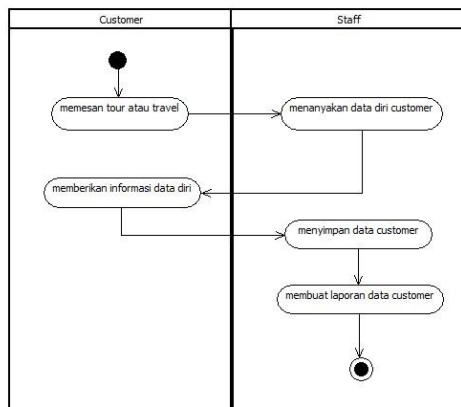 Customer
Staff
memesan tour atau travel
menanyakan data diri customer
memberikan informasi data diri
menyimpan data customer
membuat laporan data customer